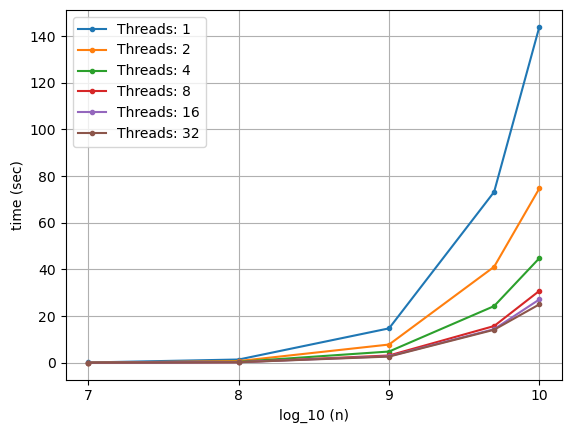 Threads: 1
Threads: 2
Threads: 4
Threads: 8
Threads: 16
Threads: 32
140
120
100
80
60
40
20
0
time (sec)
7 8 9 10
log_10 (n)